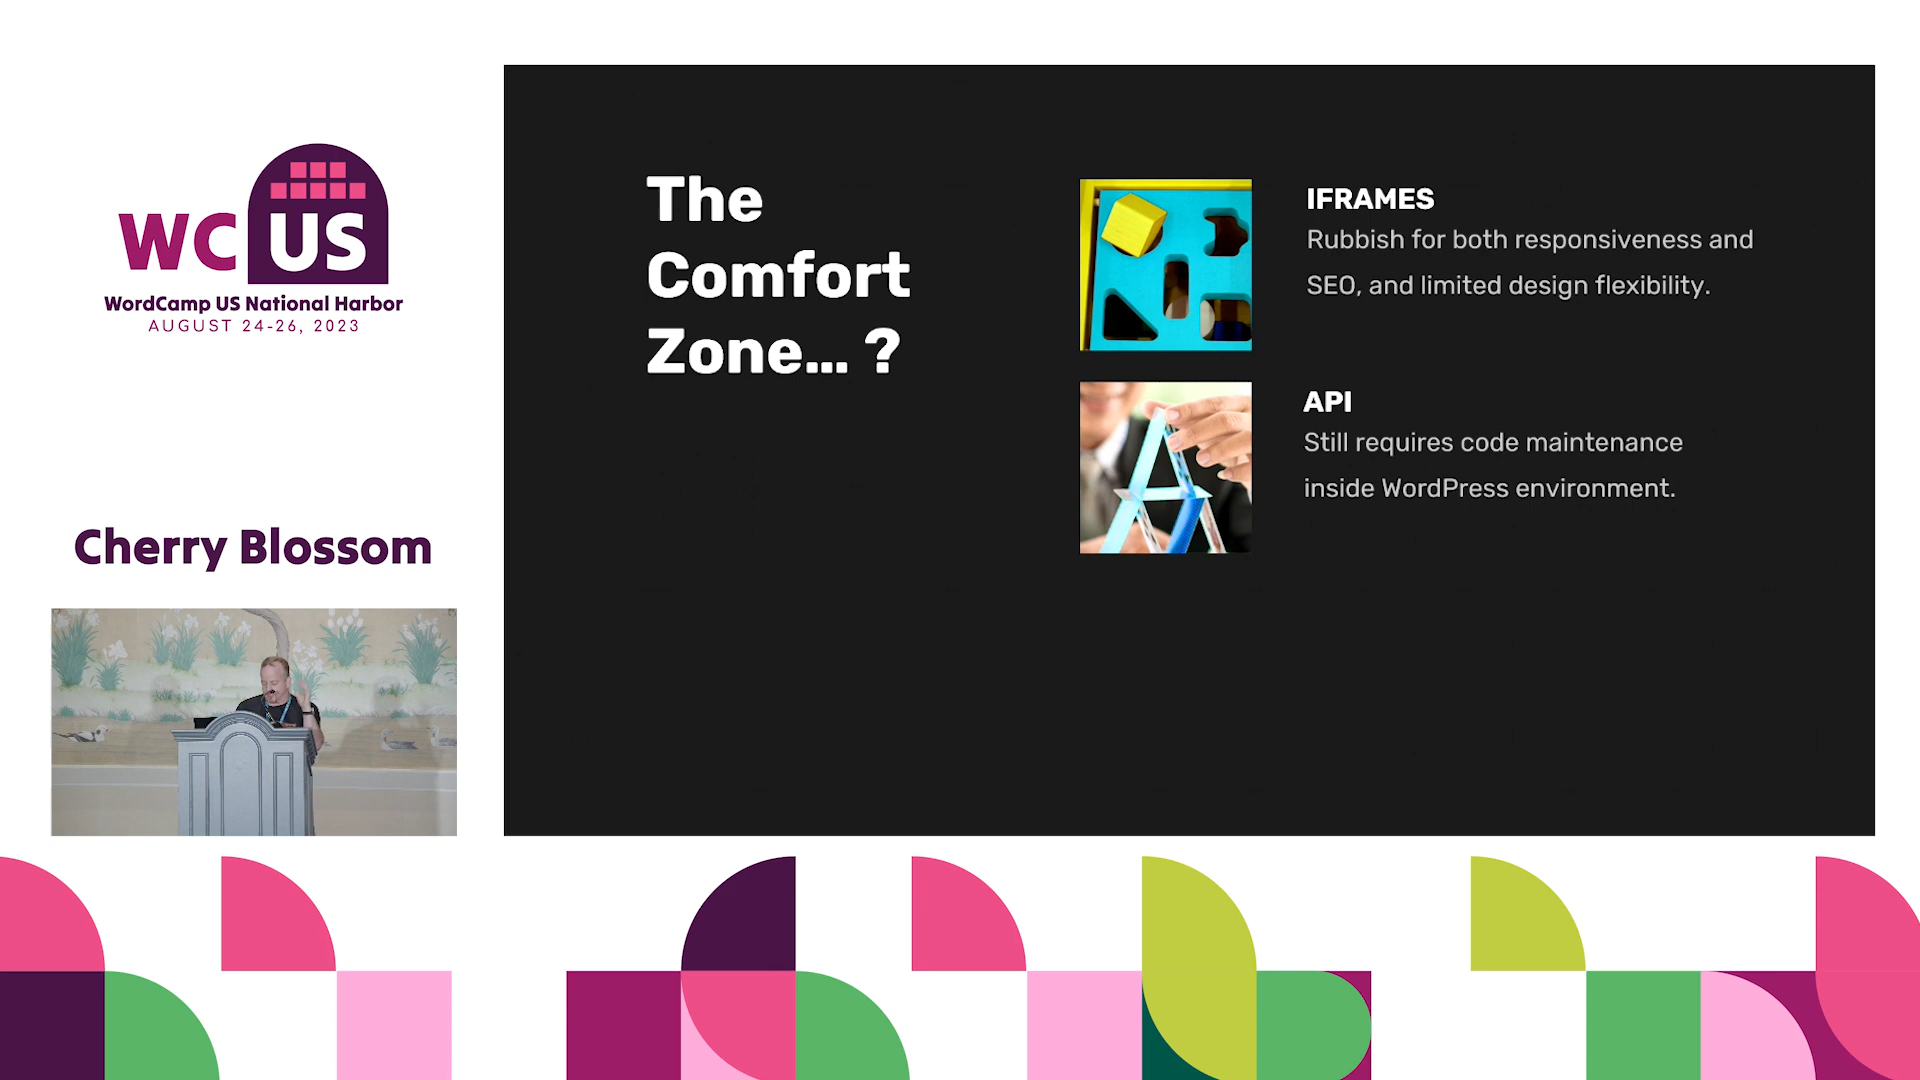 WC US
WordCamp US National Harbor
AUGUST 24-26, 2023
Cherry Blossom
The
Comfort
Zone... ?
IFRAMES
Rubbish for both responsiveness and
SEO, and limited design flexibility.
API
Still requires code maintenance
inside WordPress environment.